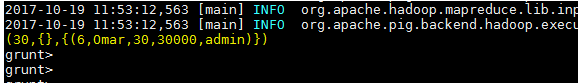 2017-10-19 11:53:12,563 [main] INFO  org.apache.hadoop.mapreduce.lib.inp
2017-10-19 11:53:12,563 [main] INFO  org.apache.pig.backend.hadoop.execu
(30,{},{(6,Omar,30,30000,admin)})
grunt>
grunt>